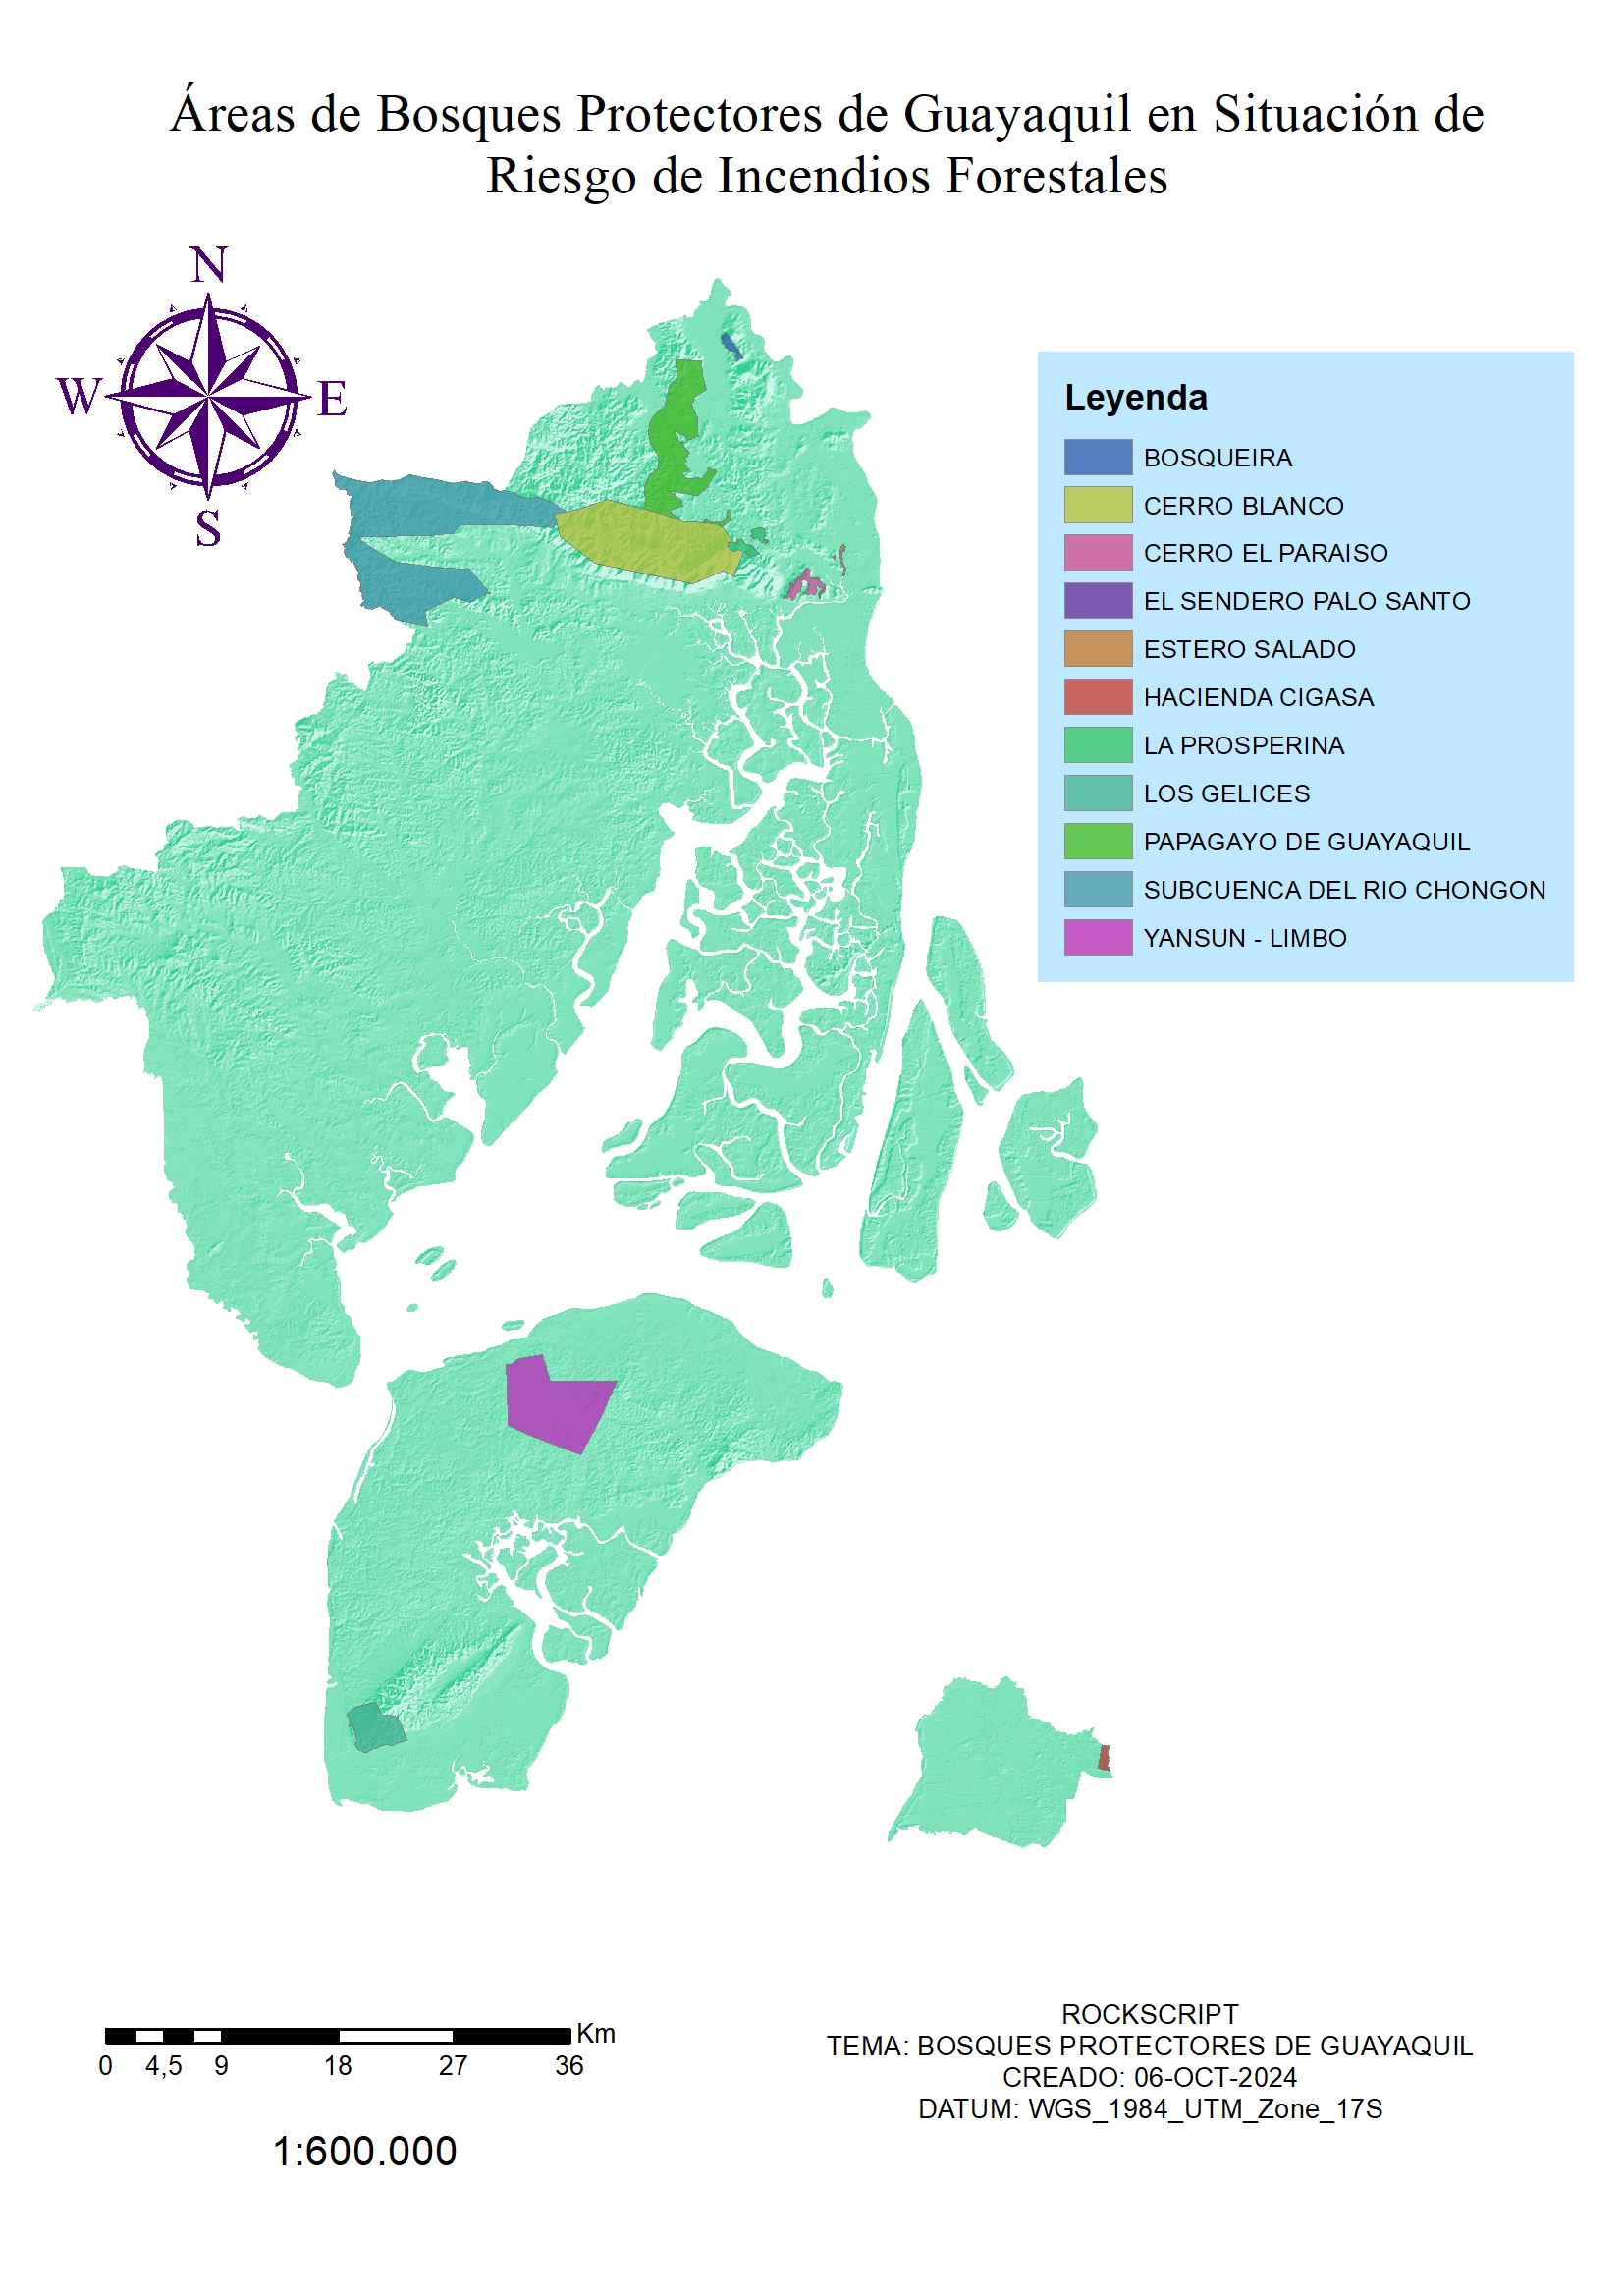 Áreas de Bosques Protectores de Guayaquil en Situación de
Riesgo de Incendios Forestales
N
W
E
S
Leyenda
BOSQUEIRA
CERRO BLANCO
CERRO EL PARAISO
EL SENDERO PALO SANTO
ESTERO SALADO
HACIENDA CIGASA
LA PROSPERINA
LOS GELICES
PAPAGAYO DE GUAYAQUIL
SUBCUENCA DEL RIO CHONGON
YANSUN - LIMBO
Km
0 4,5 9 18 27 36
1:600.000
ROCKSCRIPT
TEMA: BOSQUES PROTECTORES DE GUAYAQUIL
CREADO: 06-OCT-2024
DATUM: WGS_1984_UTM_Zone_17S